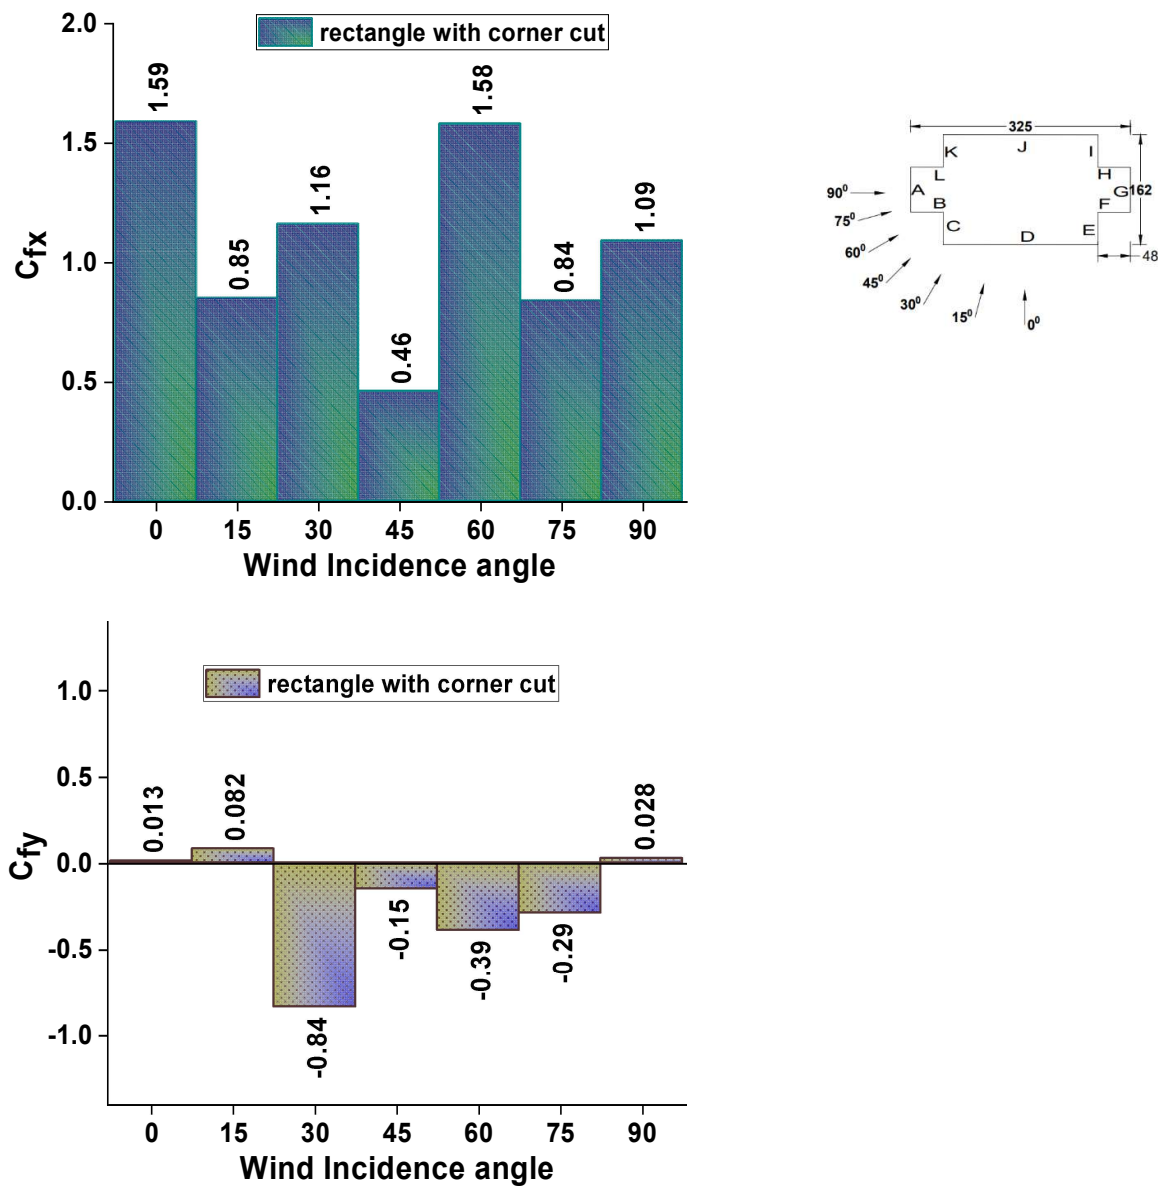 2.0
rectangle with corner cut
1.59
1.58
1.5
1.16
1.09
1.0
0.85
0.84
Cfx
0.5
0.46
0.0
0 15 30 45 60 75 90
Wind Incidence angle
325
K J I
L H
A G 162
B F
C D E
48
90⁰
75⁰
60⁰
45⁰
30⁰
15⁰
0⁰
rectangle with corner cut
1.0
0.5
0.013
0.082
0.028
Cfy
0.0
-0.15
-0.39
-0.29
-0.5
-0.84
-1.0
0 15 30 45 60 75 90
Wind Incidence angle